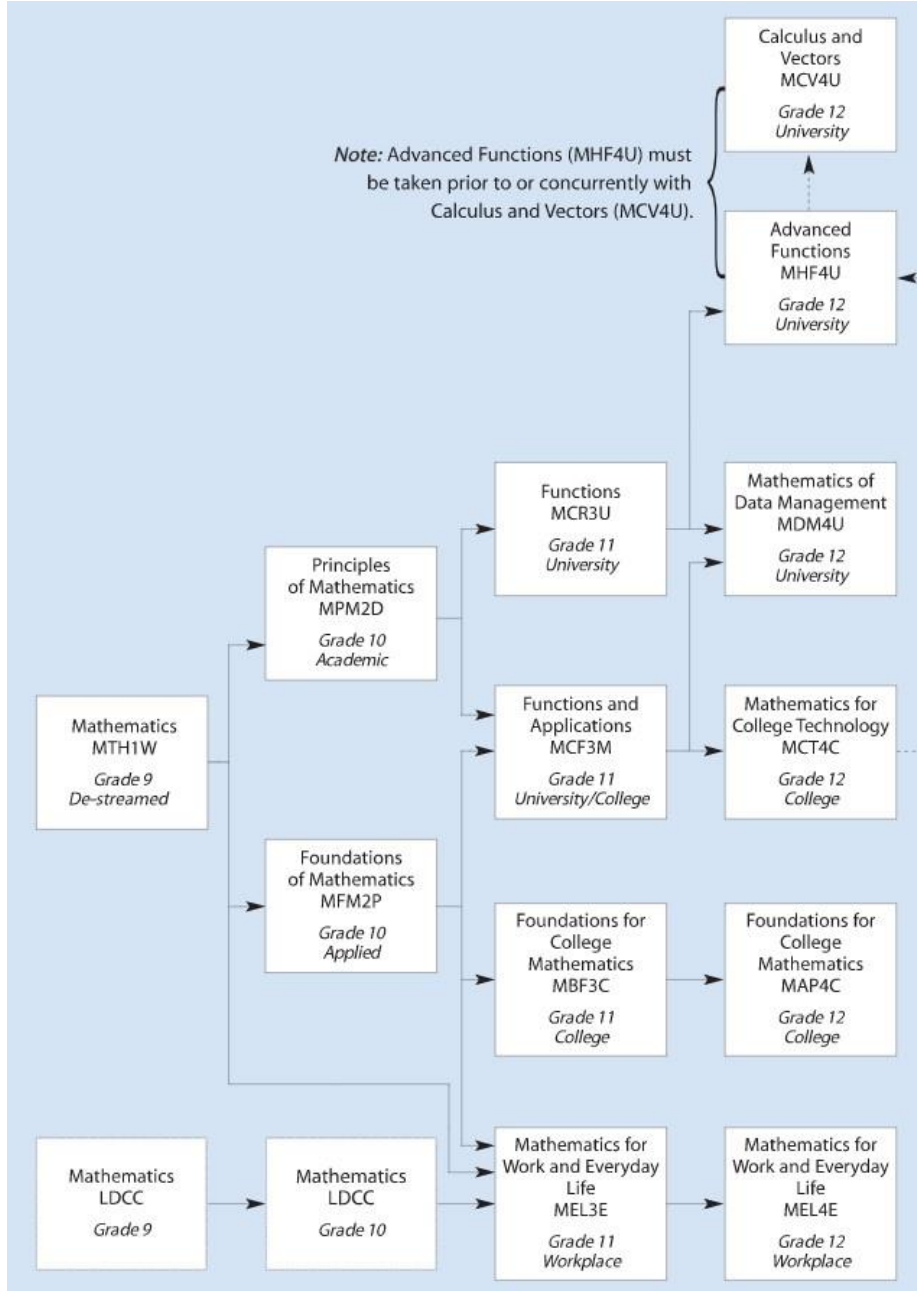 Calculus and
Vectors
MCV4U
Grade 12
University
Note: Advanced Functions (MHF4U) must
be taken prior to or concurrently with
Calculus and Vectors (MCV4U).
Advanced
Functions
MHF4U
Grade 12
University
Functions
MCR3U
Grade 11
University
Mathematics of
Data Management
MDM4U
Grade 12
University
Principles
of Mathematics
MPM2D
Grade 10
Academic
Mathematics
MTH1W
Grade 9
De-streamed
Functions and
Applications
MCF3M
Grade 11
University/College
Mathematics for
College Technology
MCT4C
Grade 12
College
Foundations
of Mathematics
MFM2P
Grade 10
Applied
Foundations for
College
Mathematics
MBF3C
Grade 11
College
Foundations for
College
Mathematics
MAP4C
Grade 12
College
Mathematics
LDCC
Grade 9
Mathematics
LDCC
Grade 10
Mathematics for
Work and Everyday
Life
MEL3E
Grade 11
Workplace
Mathematics for
Work and Everyday
Life
MEL4E
Grade 12
Workplace